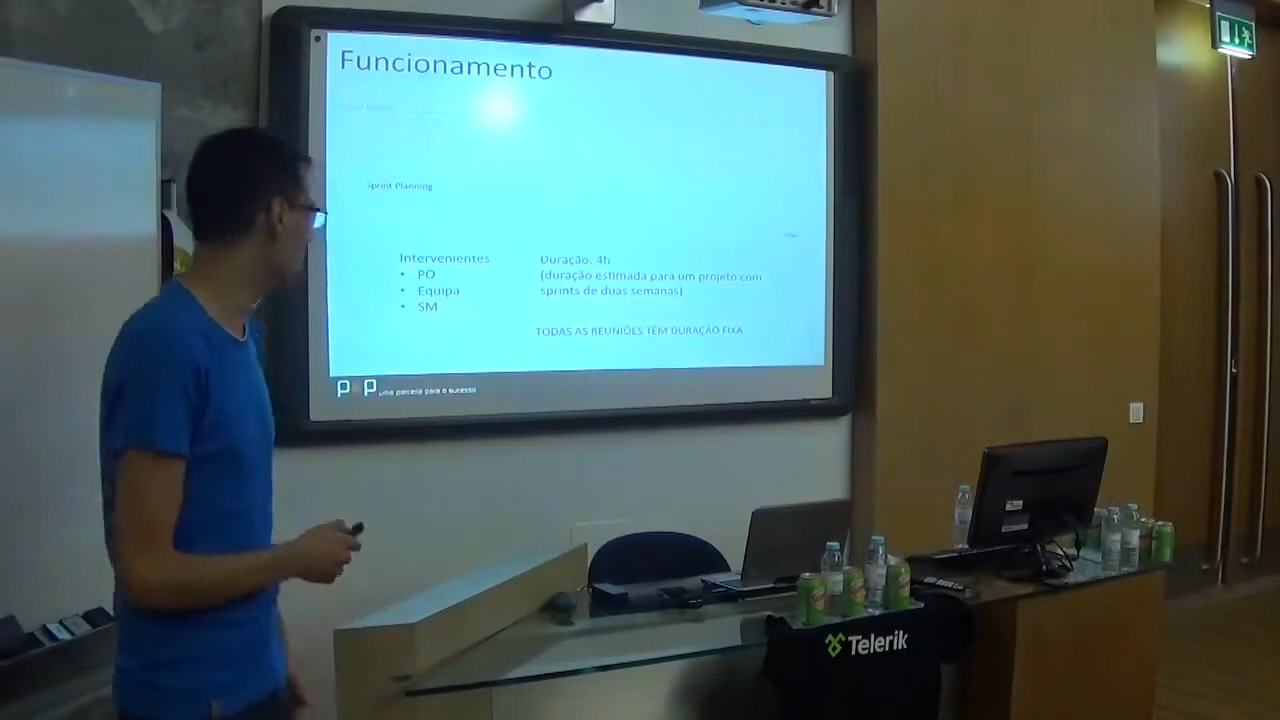 Funcionamento
Sprint Planning
Intervenientes
• PO
• Equipa
• SM
Duração. 4h
(duração estimada para um projeto com
sprints de duas semanas)
TODAS AS REUNIÕES TÊM DURAÇÃO FIXA
uma parceria para o sucesso
Telerik